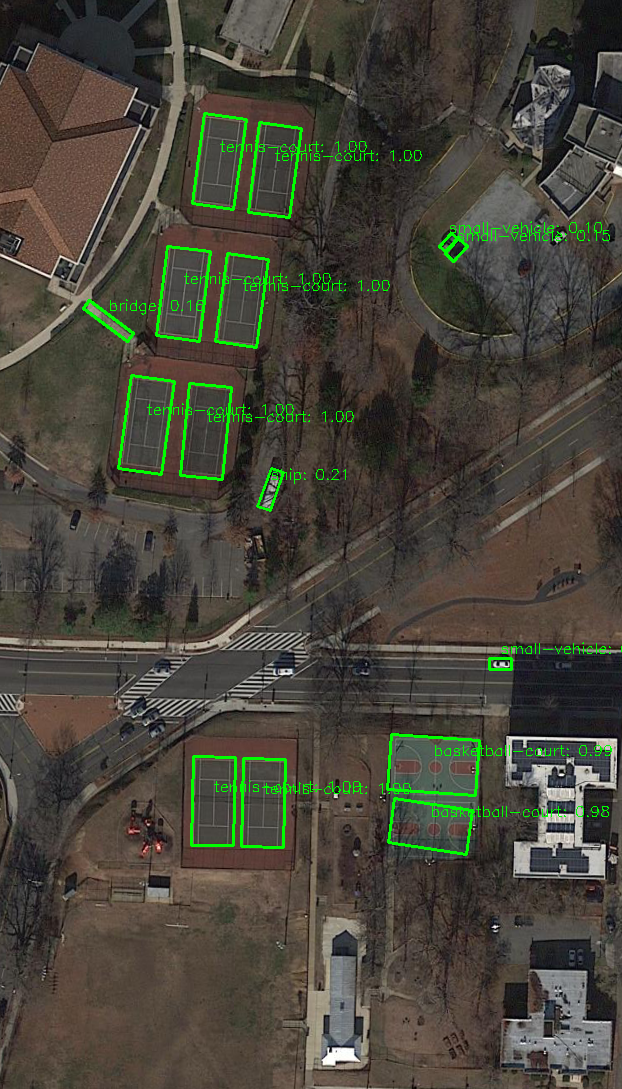 tennis-court: 1.00
tennis-court: 1.00
small-vehicle: 0.10
small-vehicle: 0.15
tennis-court: 1.00
tennis-court: 1.00
bridge: 0.16
tennis-court: 1.00
tennis-court: 1.00
ship: 0.21
small-vehicle:
basketball-court: 0.99
tennis-court: 1.00
tennis-court: 1.00
basketball-court: 0.98